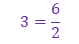 3 = 6/2